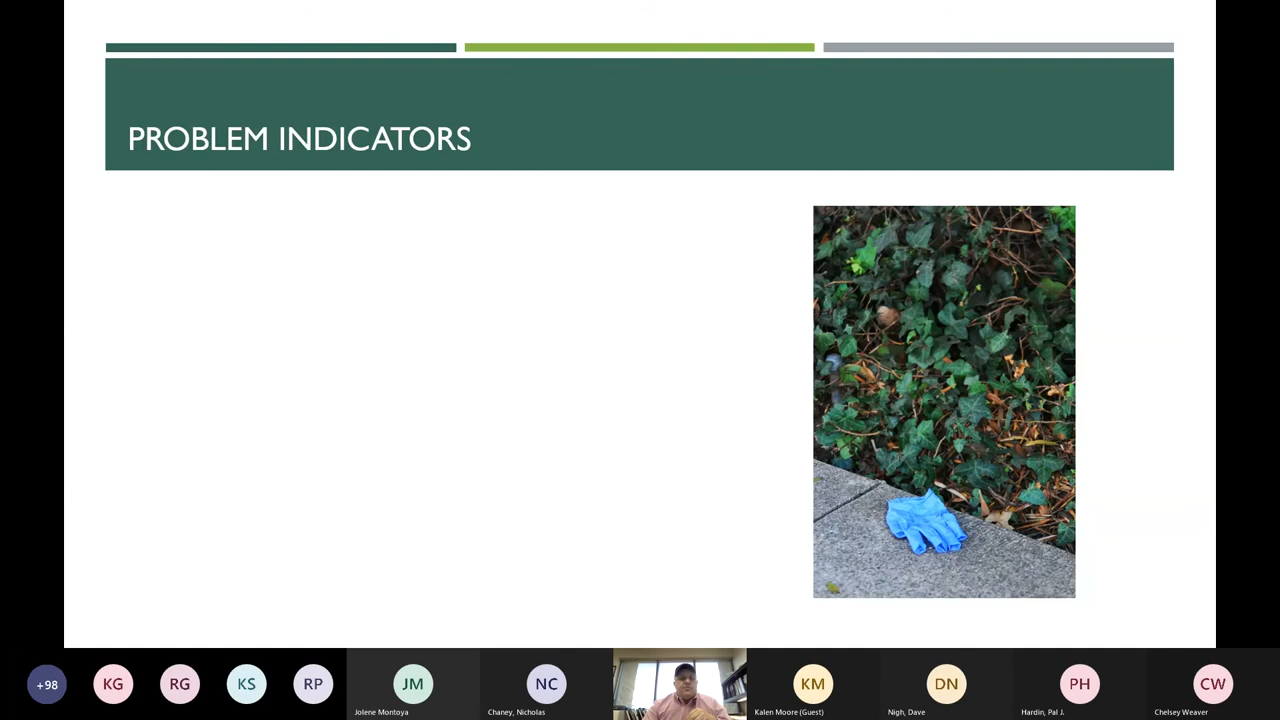 PROBLEM INDICATORS
+98
KG
RG
KS
RP
JM
NC
KM
DN
PH
CW
Jolene Montoya
Chaney, Nicholas
Kalen Moore (Guest)
Nigh, Dave
Hardin, Pal J.
Chelsey Weaver